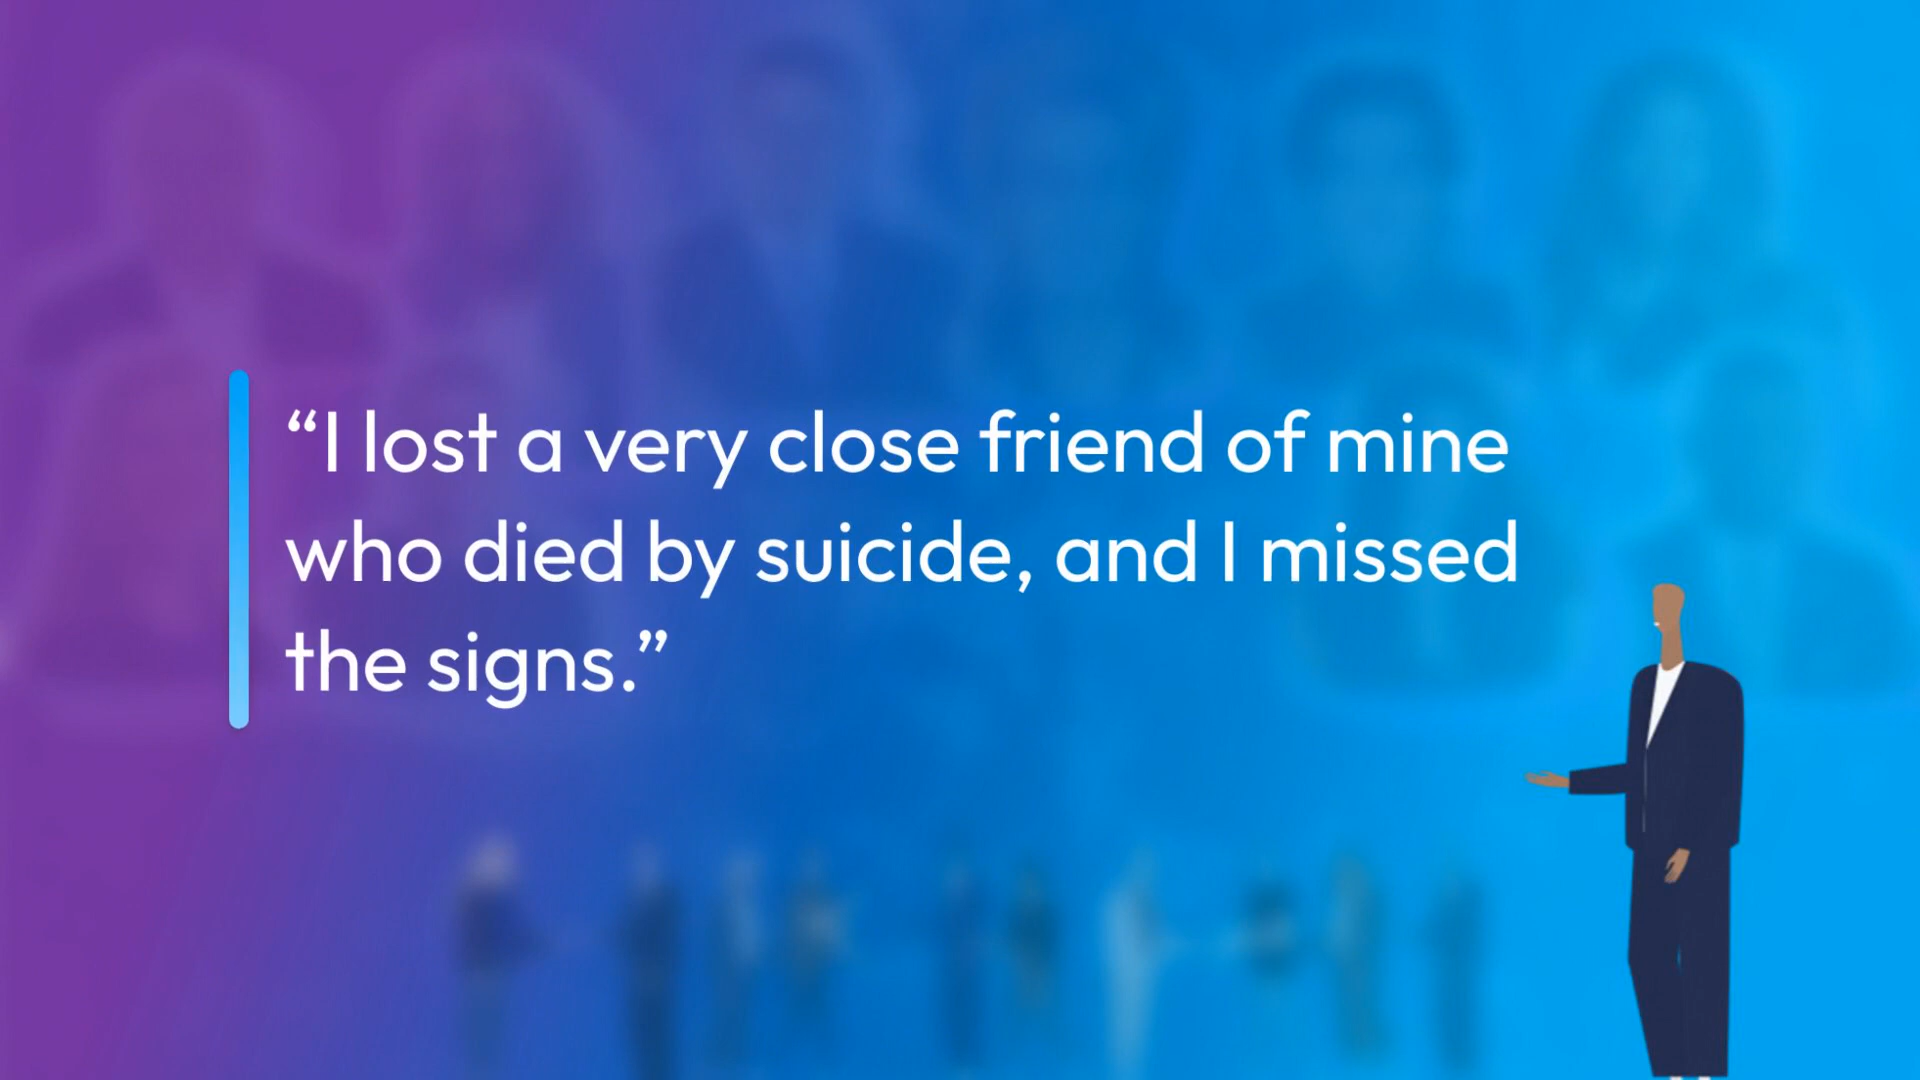 “I lost a very close friend of mine
who died by suicide, and I missed
the signs.”